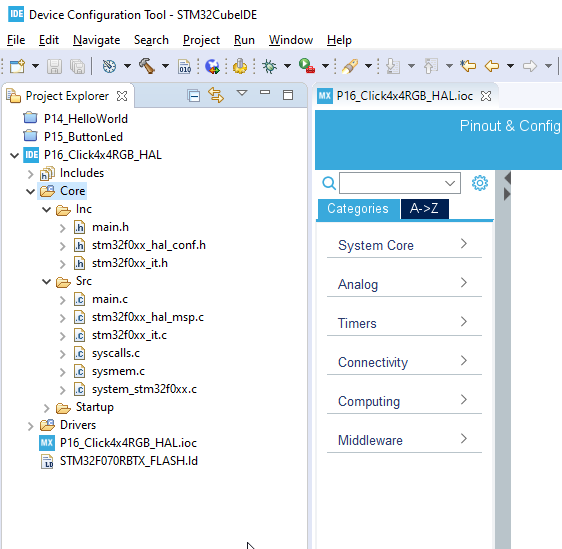 IDE Device Configuration Tool - STM32CubeIDE
File Edit Navigate Search Project Run Window Help
010
Project Explorer
P14_HelloWorld
P15_ButtonLed
IDE P16_Click4x4RGB_HAL
Includes
Core
Inc
.h main.h
.h stm32f0xx_hal_conf.h
.h stm32f0xx_it.h
Src
.c main.c
.c stm32f0xx_hal_msp.c
.c stm32f0xx_it.c
.c syscalls.c
.c sysmem.c
.c system_stm32f0xx.c
Startup
Drivers
MX P16_Click4x4RGB_HAL.ioc
LD STM32F070RBTX_FLASH.ld
MX P16_Click4x4RGB_HAL.ioc
Pinout & Config
Categories A->Z
System Core
Analog
Timers
Connectivity
Computing
Middleware